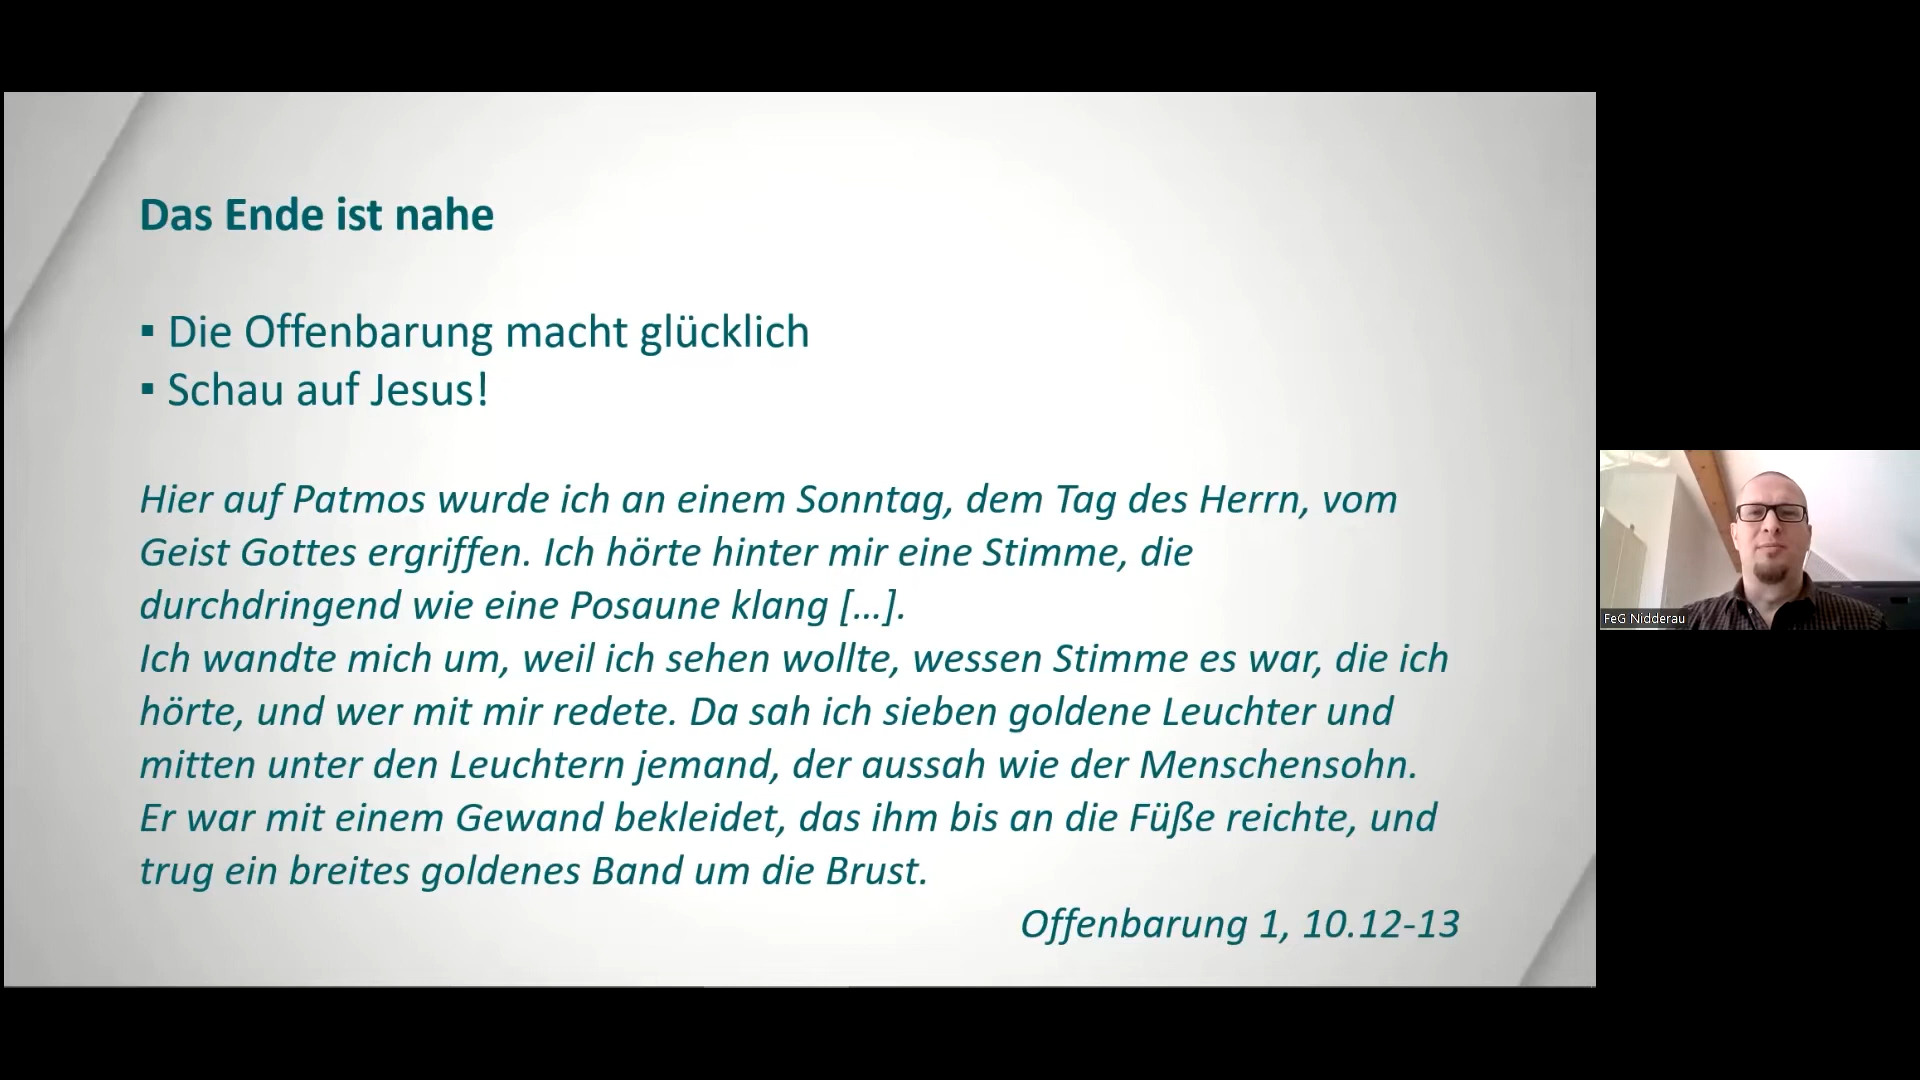 Das Ende ist nahe
▪ Die Offenbarung macht glücklich
▪ Schau auf Jesus!
Hier auf Patmos wurde ich an einem Sonntag, dem Tag des Herrn, vom
Geist Gottes ergriffen. Ich hörte hinter mir eine Stimme, die
durchdringend wie eine Posaune klang [...].
Ich wandte mich um, weil ich sehen wollte, wessen Stimme es war, die ich
hörte, und wer mit mir redete. Da sah ich sieben goldene Leuchter und
mitten unter den Leuchtern jemand, der aussah wie der Menschensohn.
Er war mit einem Gewand bekleidet, das ihm bis an die Füße reichte, und
trug ein breites goldenes Band um die Brust.
Offenbarung 1, 10.12-13
FeG Nidderau